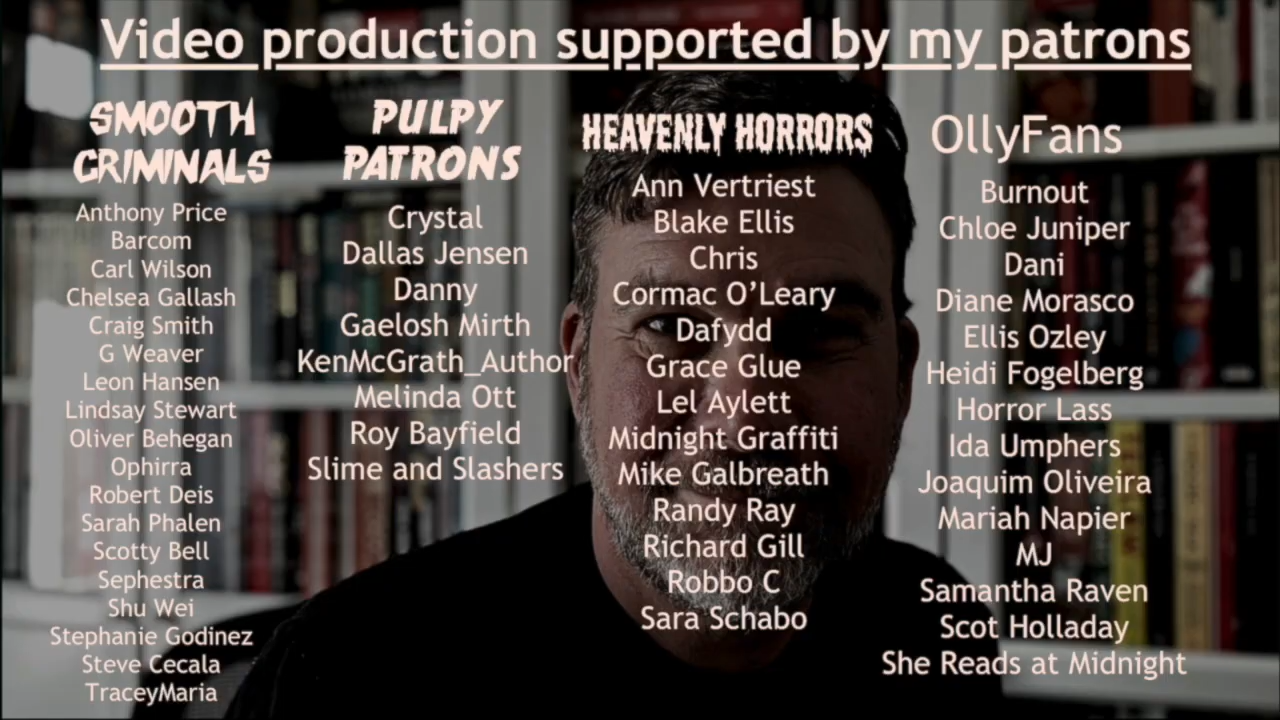 Video production supported by my patrons
SMOOTH
CRIMINALS
Anthony Price
Barcom
Carl Wilson
Chelsea Gallash
Craig Smith
G Weaver
Leon Hansen
Lindsay Stewart
Oliver Behegan
Ophirra
Robert Deis
Sarah Phalen
Scotty Bell
Sephestra
Shu Wei
Stephanie Godinez
Steve Cecala
TraceyMaria
PULPY
PATRONS
Crystal
Dallas Jensen
Danny
Gaelosh Mirth
KenMcGrath_Author
Melinda Ott
Roy Bayfield
Slime and Slashers
HEAVENLY HORRORS
Ann Vertriest
Blake Ellis
Chris
Cormac O’Leary
Dafydd
Grace Glue
Lel Aylett
Midnight Graffiti
Mike Galbreath
Randy Ray
Richard Gill
Robbo C
Sara Schabo
OllyFans
Burnout
Chloe Juniper
Dani
Diane Morasco
Ellis Ozley
Heidi Fogelberg
Horror Lass
Ida Umphers
Joaquim Oliveira
Mariah Napier
MJ
Samantha Raven
Scot Holladay
She Reads at Midnight